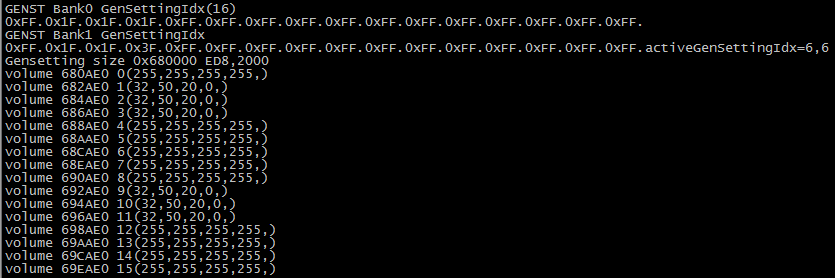 GENST Bank0 GenSettingIdx(16)
0xFF.0x1F.0x1F.0x1F.0xFF.0xFF.0xFF.0xFF.0xFF.0xFF.0xFF.0xFF.0xFF.0xFF.0xFF.0xFF.
GENST Bank1 GenSettingIdx
0xFF.0x1F.0x1F.0x3F.0xFF.0xFF.0xFF.0xFF.0xFF.0xFF.0xFF.0xFF.0xFF.0xFF.0xFF.0xFF.activeGenSettingIdx=6,6
Gensetting size 0x680000 ED8,2000
volume 680AE0 0(255,255,255,255,)
volume 682AE0 1(32,50,20,0,)
volume 684AE0 2(32,50,20,0,)
volume 686AE0 3(32,50,20,0,)
volume 688AE0 4(255,255,255,255,)
volume 68AAE0 5(255,255,255,255,)
volume 68CAE0 6(255,255,255,255,)
volume 68EAE0 7(255,255,255,255,)
volume 690AE0 8(255,255,255,255,)
volume 692AE0 9(32,50,20,0,)
volume 694AE0 10(32,50,20,0,)
volume 696AE0 11(32,50,20,0,)
volume 698AE0 12(255,255,255,255,)
volume 69AAE0 13(255,255,255,255,)
volume 69CAE0 14(255,255,255,255,)
volume 69EAE0 15(255,255,255,255,)